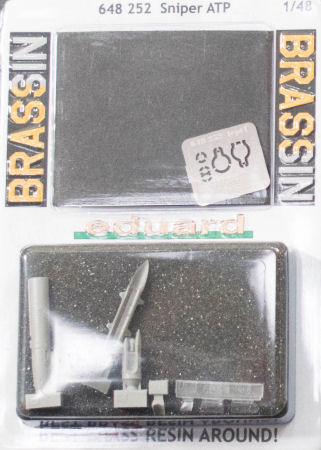 648 252 Sniper ATP 1/48
BRASSIN
BRASSIN
eduard
RESIN AROUND!